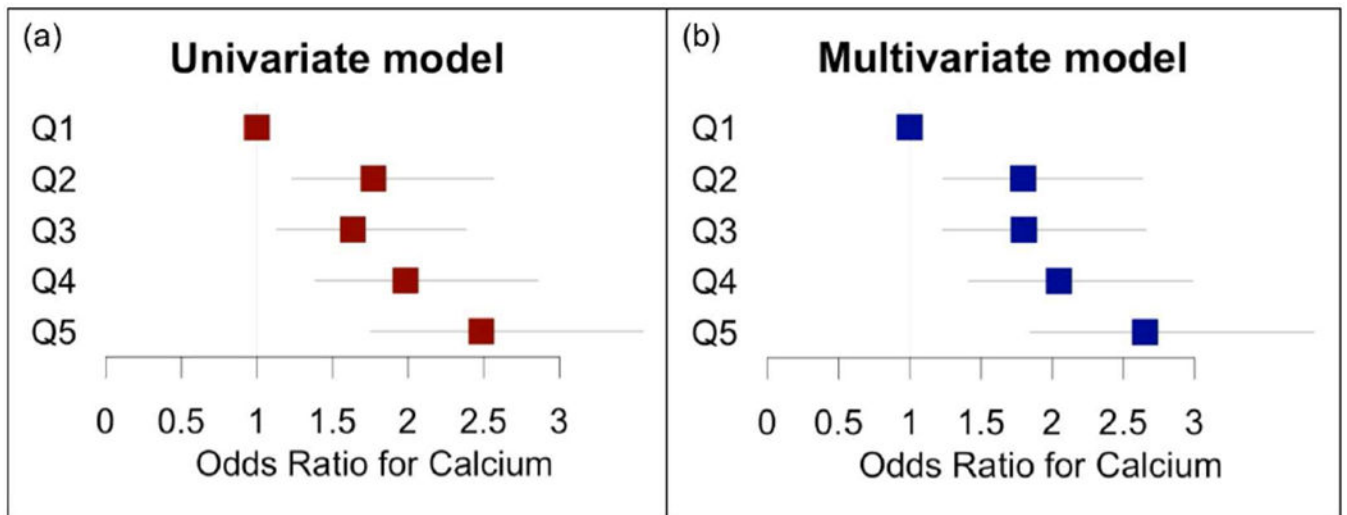 (a)
Univariate model
Q1
Q2
Q3
Q4
Q5
0 0.5 1 1.5 2 2.5 3
Odds Ratio for Calcium
(b)
Multivariate model
Q1
Q2
Q3
Q4
Q5
0 0.5 1 1.5 2 2.5 3
Odds Ratio for Calcium